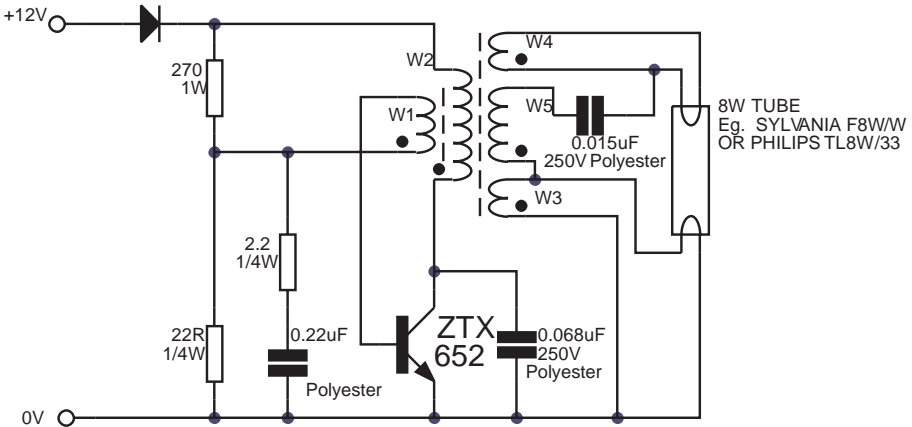 +12V
270
1W
W2
W1
W4
W5
0.015uF
250V Polyester
W3
8W TUBE
Eg. SYLVANIA F8W/W
OR PHILIPS TL8W/33
2.2
1/4W
22R
1/4W
0.22uF
Polyester
ZTX
652
0.068uF
250V
Polyester
0V